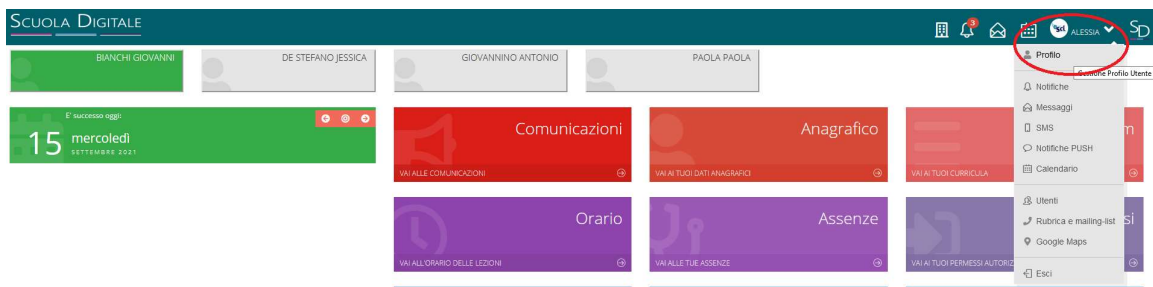 SCUOLA DIGITALE
3
ALESSIA
SD
BIANCHI GIOVANNI
DE STEFANO JESSICA
GIOVANNINO ANTONIO
PAOLA PAOLA
E' successo oggi:
15 mercoledì
SETTEMBRE 2021
Comunicazioni
VAI ALLE COMUNICAZIONI
Anagrafico
VAI AI TUOI DATI ANAGRAFICI
VAI AI TUOI CURRICULA
Orario
VAI ALL'ORARIO DELLE LEZIONI
Assenze
VAI ALLE TUE ASSENZE
VAI AI TUOI PERMESSI AUTORIZ
si
Profilo
Gestione Profilo Utente
Notifiche
Messaggi
SMS
Notifiche PUSH
Calendario
Utenti
Rubrica e mailing-list
Google Maps
Esci